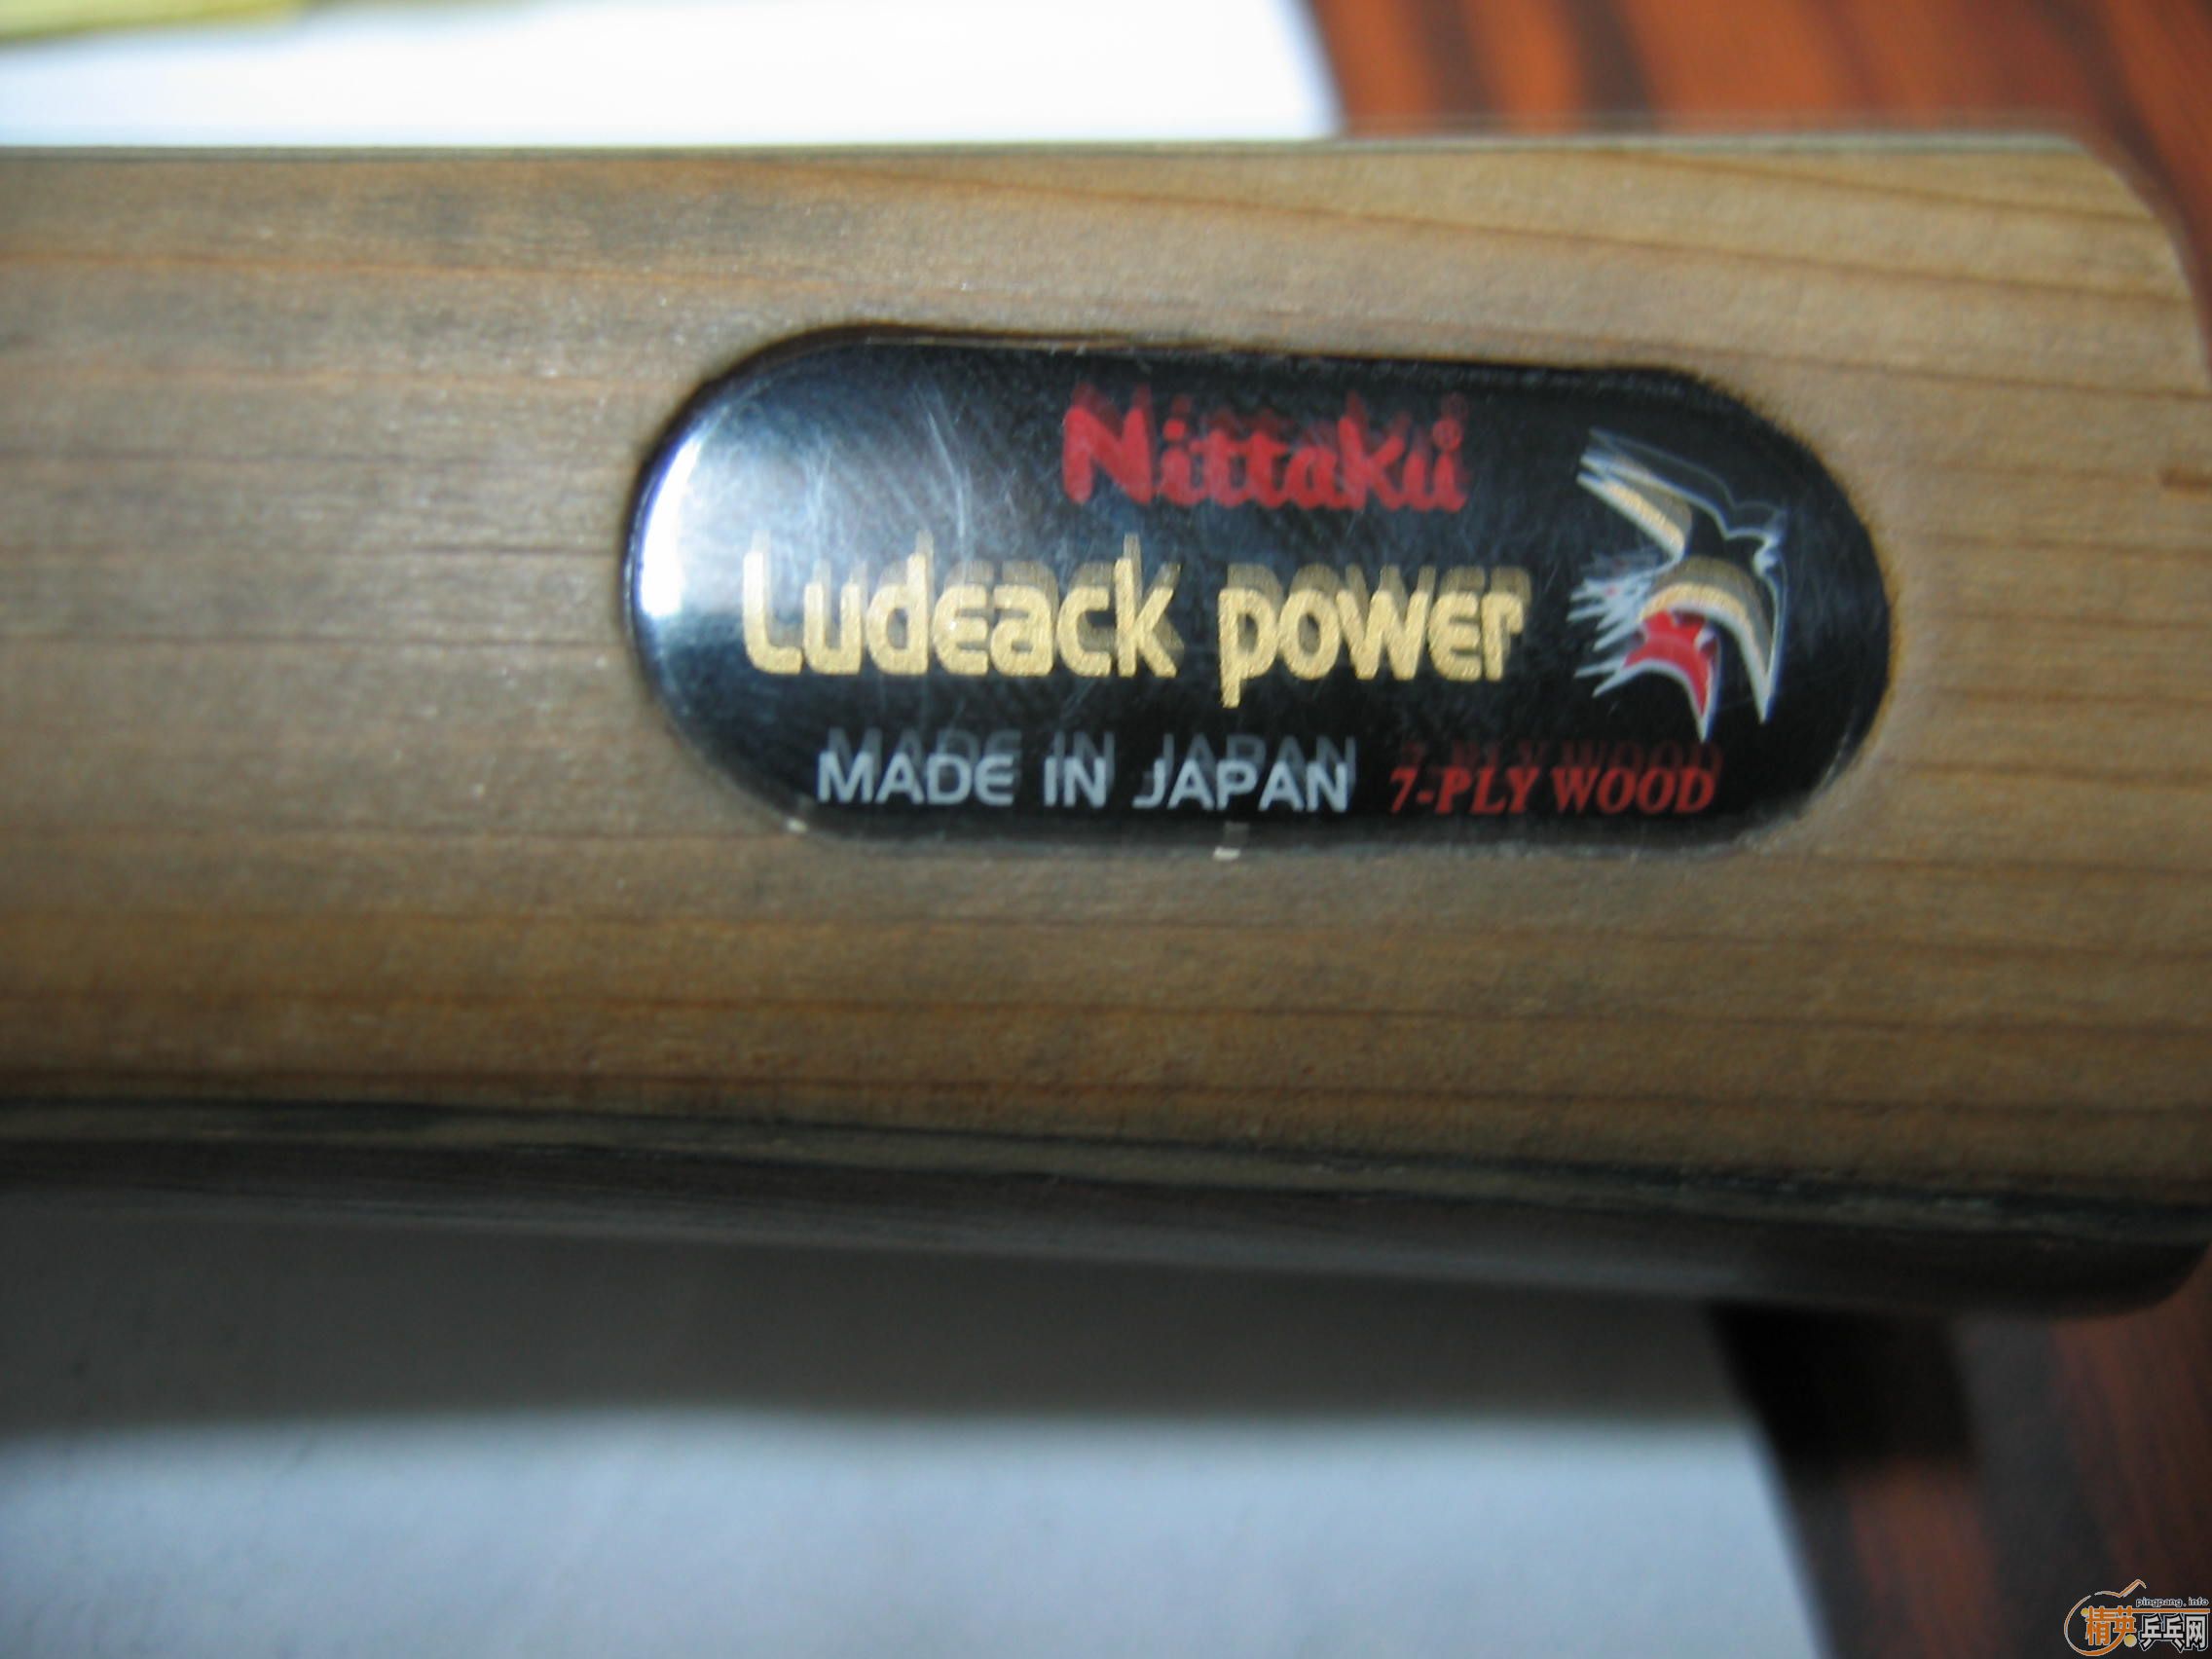 Nittaku®
Ludeack power
MADE IN JAPAN 7-PLY WOOD
pingpang.info
精英乒乓网